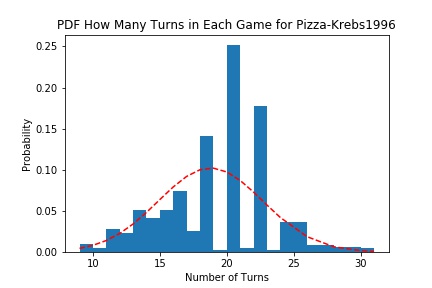 PDF How Many Turns in Each Game for Pizza-Krebs1996
0.25
0.20
0.15
0.10
0.05
0.00
Probability
10 15 20 25 30
Number of Turns